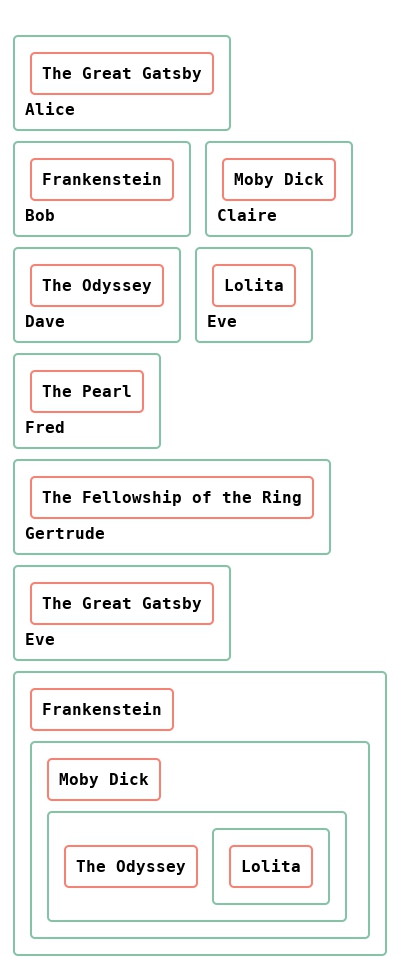 The Great Gatsby
Alice
Frankenstein
Bob
Moby Dick
Claire
The Odyssey
Dave
Lolita
Eve
The Pearl
Fred
The Fellowship of the Ring
Gertrude
The Great Gatsby
Eve
Frankenstein
Moby Dick
The Odyssey
Lolita